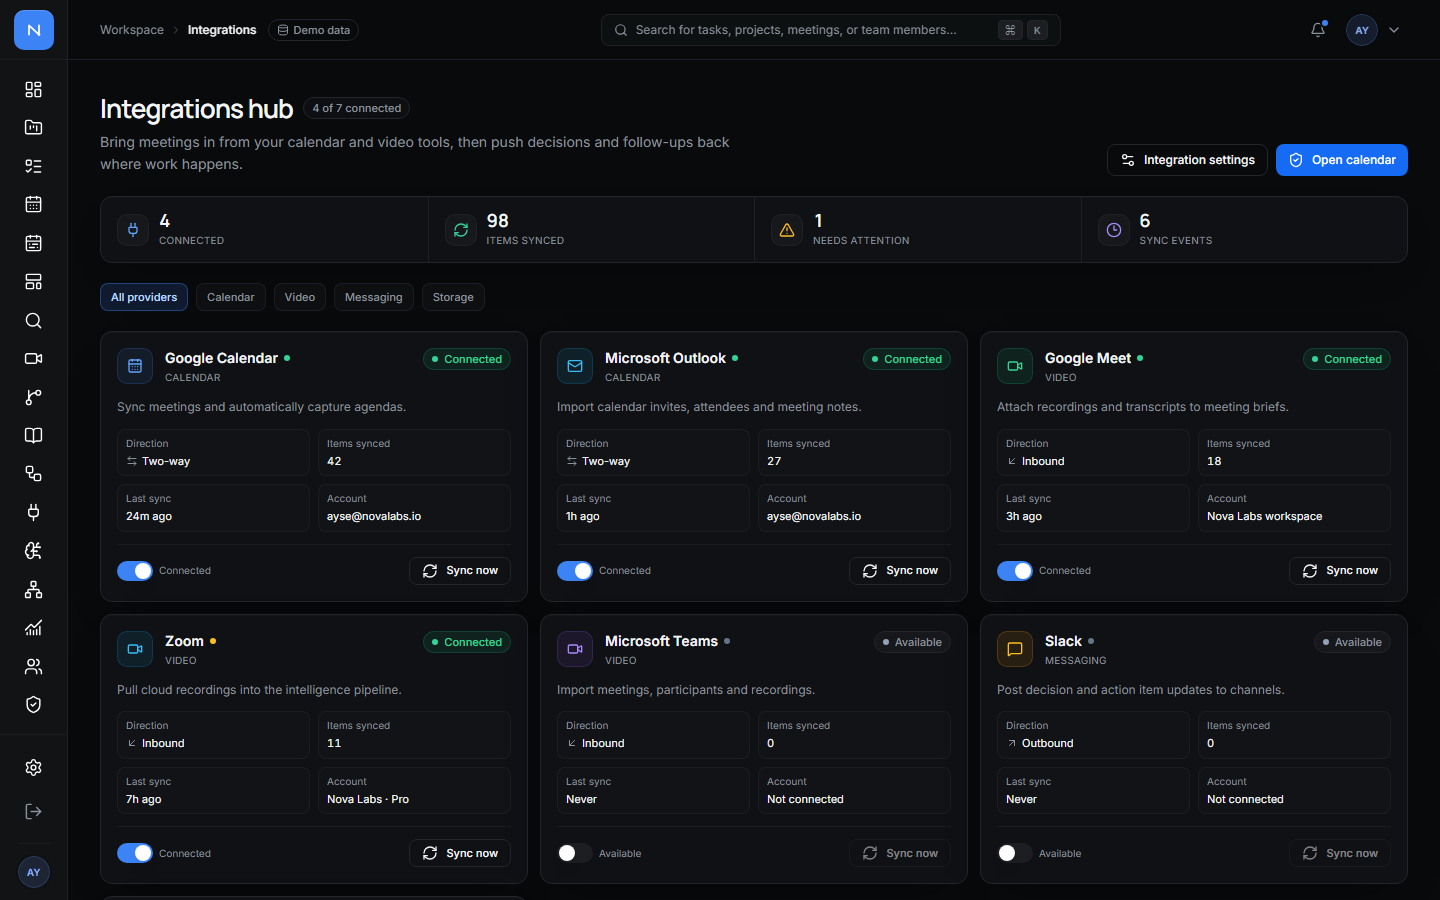 Workspace
Integrations
Demo data
Search for tasks, projects, meetings, or team members...
⌘
K
AY
Integrations hub
4 of 7 connected
Bring meetings in from your calendar and video tools, then push decisions and follow-ups back
where work happens.
Integration settings
Open calendar
4
CONNECTED
98
ITEMS SYNCED
1
NEEDS ATTENTION
6
SYNC EVENTS
All providers
Calendar
Video
Messaging
Storage
Google Calendar
CALENDAR
Connected
Sync meetings and automatically capture agendas.
Direction
Two-way
Items synced
42
Last sync
24m ago
Account
ayse@novalabs.io
Connected
Sync now
Microsoft Outlook
CALENDAR
Connected
Import calendar invites, attendees and meeting notes.
Direction
Two-way
Items synced
27
Last sync
1h ago
Account
ayse@novalabs.io
Connected
Sync now
Google Meet
VIDEO
Connected
Attach recordings and transcripts to meeting briefs.
Direction
Inbound
Items synced
18
Last sync
3h ago
Account
Nova Labs workspace
Connected
Sync now
Zoom
VIDEO
Connected
Pull cloud recordings into the intelligence pipeline.
Direction
Inbound
Items synced
11
Last sync
7h ago
Account
Nova Labs · Pro
Connected
Sync now
Microsoft Teams
VIDEO
Available
Import meetings, participants and recordings.
Direction
Inbound
Items synced
0
Last sync
Never
Account
Not connected
Available
Sync now
Slack
MESSAGING
Available
Post decision and action item updates to channels.
Direction
Outbound
Items synced
0
Last sync
Never
Account
Not connected
Available
Sync now
AY